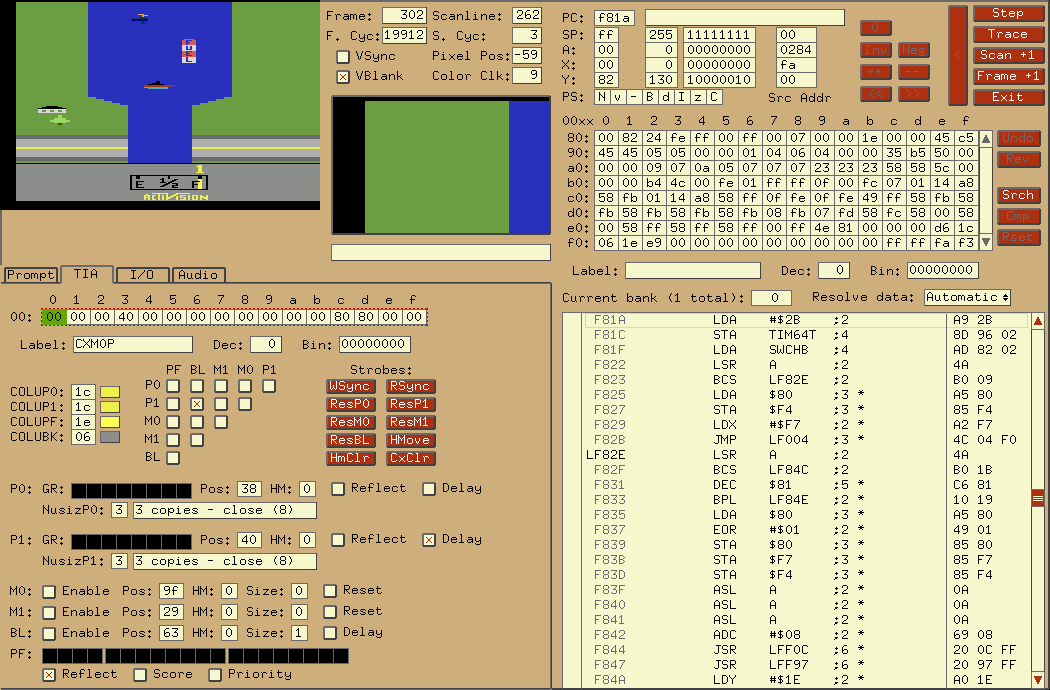 FUEL
1
E 1/2 F
1
ACTIVISION
Frame: 302 Scanline: 262
F. Cyc: 19912 S. Cyc: 3
VSync Pixel Pos: -59
VBlank Color Clk: 9
PC: f81a
SP: ff 255 11111111 00
A: 00 0 00000000 0284
X: 00 0 00000000 fa
Y: 82 130 10000010 00
PS: N v - B d I z C Src Addr
0
Inv Neg
++ --
<< >>
<
Step
Trace
Scan +1
Frame +1
Exit
00xx 0 1 2 3 4 5 6 7 8 9 a b c d e f
80: 00 82 24 fe ff 00 ff 00 07 00 00 1e 00 00 45 c5
90: 45 45 05 05 00 00 01 04 06 04 00 00 35 b5 50 00
a0: 00 00 09 07 0a 05 07 07 07 23 23 23 58 58 5c 00
b0: 00 00 b4 4c 00 fe 01 ff ff 0f 00 fc 07 01 14 a8
c0: 58 fb 01 14 a8 58 ff 0f fe 0f fe 49 ff 58 fb 58
d0: fb 58 fb 58 fb 58 fb 08 fb 07 fd 58 fc 58 00 58
e0: 00 58 ff 58 ff 58 ff 00 ff 4e 81 00 00 00 d6 1c
f0: 06 1e e9 00 00 00 00 00 00 00 00 00 ff ff fa f3
Undo
Rev
Srch
Cmp
Rset
Label: Dec: 0 Bin: 00000000
Prompt TIA I/O Audio
0 1 2 3 4 5 6 7 8 9 a b c d e f
00: 00 00 00 40 00 00 00 00 00 00 00 00 80 80 00 00
Label: CXM0P Dec: 0 Bin: 00000000
PF BL M1 M0 P1 Strobes:
P0 WSync RSync
COLUP0: 1c P1 ResP0 ResP1
COLUP1: 1c
COLUPF: 1e M0 ResM0 ResM1
COLUBK: 06 M1 ResBL HMove
BL HmClr CxClr
P0: GR: Pos: 38 HM: 0 Reflect Delay
NusizP0: 3 3 copies - close (8)
P1: GR: Pos: 40 HM: 0 Reflect Delay
NusizP1: 3 3 copies - close (8)
M0: Enable Pos: 9f HM: 0 Size: 0 Reset
M1: Enable Pos: 29 HM: 0 Size: 0 Reset
BL: Enable Pos: 63 HM: 0 Size: 1 Delay
PF:
Reflect Score Priority
Current bank (1 total): 0 Resolve data: Automatic
F81A LDA #$2B ;2 A9 2B
F81C STA TIM64T ;4 8D 96 02
F81F LDA SWCHB ;4 AD 82 02
F822 LSR A ;2 4A
F823 BCS LF82E ;2 B0 09
F825 LDA $80 ;3 * A5 80
F827 STA $F4 ;3 * 85 F4
F829 LDX #$F7 ;2 * A2 F7
F82B JMP LF004 ;3 * 4C 04 F0
LF82E LSR A ;2 4A
F82F BCS LF84C ;2 * B0 1B
F831 DEC $81 ;5 * C6 81
F833 BPL LF84E ;2 * 10 19
F835 LDA $80 ;3 * A5 80
F837 EOR #$01 ;2 * 49 01
F839 STA $80 ;3 * 85 80
F83B STA $F7 ;3 * 85 F7
F83D STA $F4 ;3 * 85 F4
F83F ASL A ;2 * 0A
F840 ASL A ;2 * 0A
F841 ASL A ;2 * 0A
F842 ADC #$08 ;2 * 69 08
F844 JSR LFF0C ;6 * 20 0C FF
F847 JSR LFF97 ;6 * 20 97 FF
F84A LDY #$1E ;2 * A0 1E